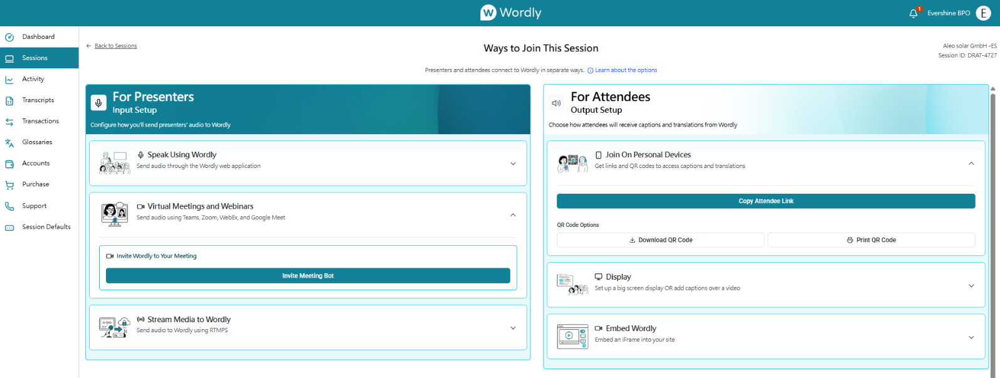 Wordly
1
Evershine BPO
E
Dashboard
Sessions
Activity
Transcripts
Transactions
Glossaries
Accounts
Purchase
Support
Session Defaults
← Back to Sessions
Ways to Join This Session
Aleo solar GmbH -ES
Session ID: DRAT-4727
Presenters and attendees connect to Wordly in separate ways. Learn about the options
For Presenters
Input Setup
Configure how you'll send presenters' audio to Wordly
Speak Using Wordly
Send audio through the Wordly web application
Virtual Meetings and Webinars
Send audio using Teams, Zoom, WebEx, and Google Meet
Invite Wordly to Your Meeting
Invite Meeting Bot
Stream Media to Wordly
Send audio to Wordly using RTMPS
For Attendees
Output Setup
Choose how attendees will receive captions and translations from Wordly
Join On Personal Devices
Get links and QR codes to access captions and translations
Copy Attendee Link
QR Code Options
Download QR Code
Print QR Code
Display
Set up a big screen display OR add captions over a video
Embed Wordly
Embed an iFrame into your site